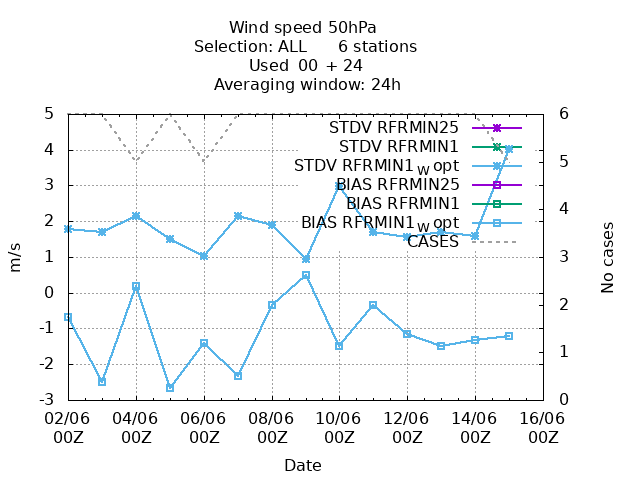 Wind speed 50hPa
Selection: ALL 6 stations
Used 00 + 24
Averaging window: 24h
5
4
3
2
1
0
-1
-2
-3
m/s
6
5
4
3
2
1
0
No cases
STDV RFRMIN25
STDV RFRMIN1
STDV RFRMIN1_W opt
BIAS RFRMIN25
BIAS RFRMIN1
BIAS RFRMIN1_W opt
CASES
02/06 04/06 06/06 08/06 10/06 12/06 14/06 16/06
00Z 00Z 00Z 00Z 00Z 00Z 00Z 00Z
Date